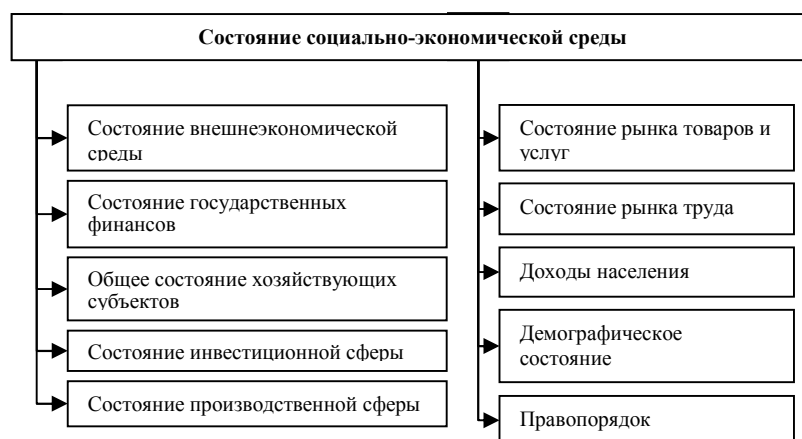 Состояние социально-экономической среды
Состояние внешнеэкономической
среды
Состояние государственных
финансов
Общее состояние хозяйствующих
субъектов
Состояние инвестиционной сферы
Состояние производственной сферы
Состояние рынка товаров и
услуг
Состояние рынка труда
Доходы населения
Демографическое
состояние
Правопорядок